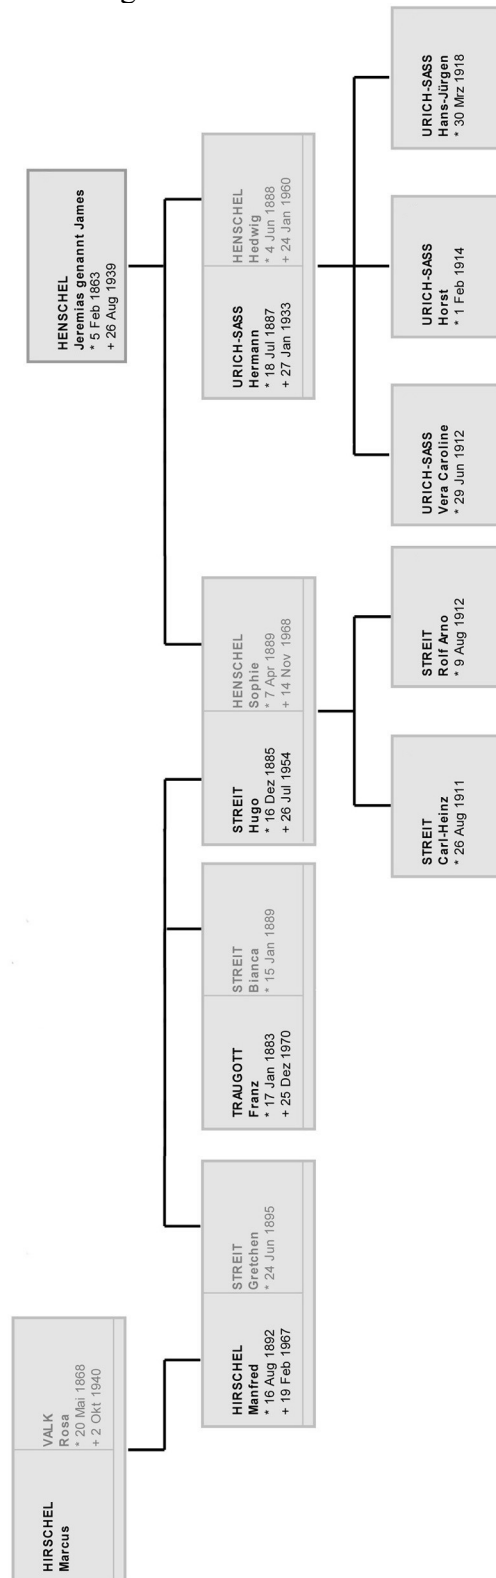 HIRSCHEL
Marcus
VALK
Rosa
* 20 Mai 1868
+ 2 Okt 1940
HENSCHEL
Jeremias genannt James
* 5 Feb 1863
+ 26 Aug 1939
HIRSCHEL
Manfred
* 16 Aug 1892
+ 19 Feb 1967
STREIT
Gretchen
* 24 Jun 1895
TRAUGOTT
Franz
* 17 Jan 1883
+ 25 Dez 1970
STREIT
Bianca
* 15 Jan 1889
STREIT
Hugo
* 16 Dez 1885
+ 26 Jul 1954
HENSCHEL
Sophie
* 7 Apr 1889
+ 14 Nov 1968
URICH-SASS
Hermann
* 18 Jul 1887
+ 27 Jan 1933
HENSCHEL
Hedwig
* 4 Jun 1888
+ 24 Jan 1960
STREIT
Carl-Heinz
* 26 Aug 1911
STREIT
Rolf Arno
* 9 Aug 1912
URICH-SASS
Vera Caroline
* 29 Jun 1912
URICH-SASS
Horst
* 1 Feb 1914
URICH-SASS
Hans-Jürgen
* 30 Mrz 1918